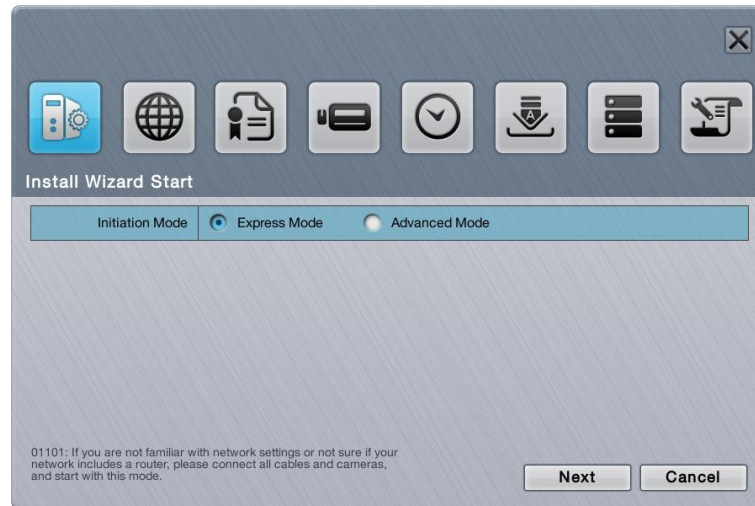 Install Wizard Start
Initiation Mode
Express Mode
Advanced Mode
01101: If you are not familiar with network settings or not sure if your
network includes a router, please connect all cables and cameras,
and start with this mode.
Next
Cancel